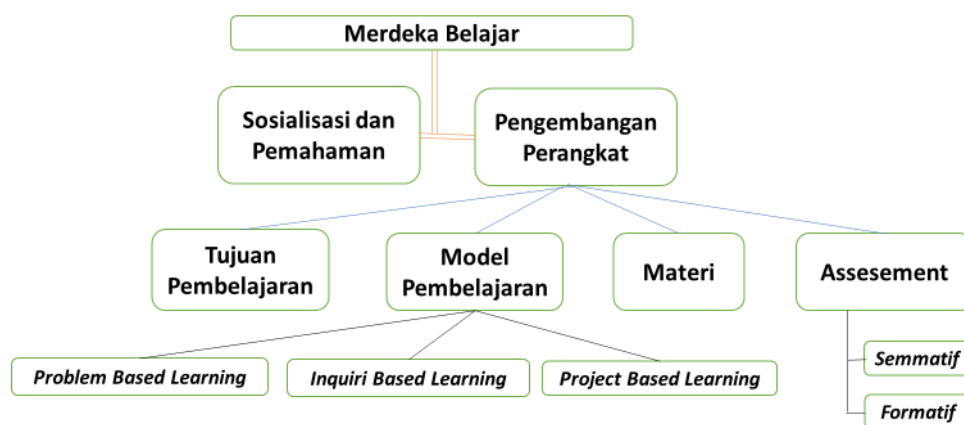 Merdeka Belajar
Sosialisasi dan
Pemahaman
Pengembangan
Perangkat
Tujuan
Pembelajaran
Model
Pembelajaran
Materi
Assesement
Problem Based Learning
Inquiri Based Learning
Project Based Learning
Semmatif
Formatif